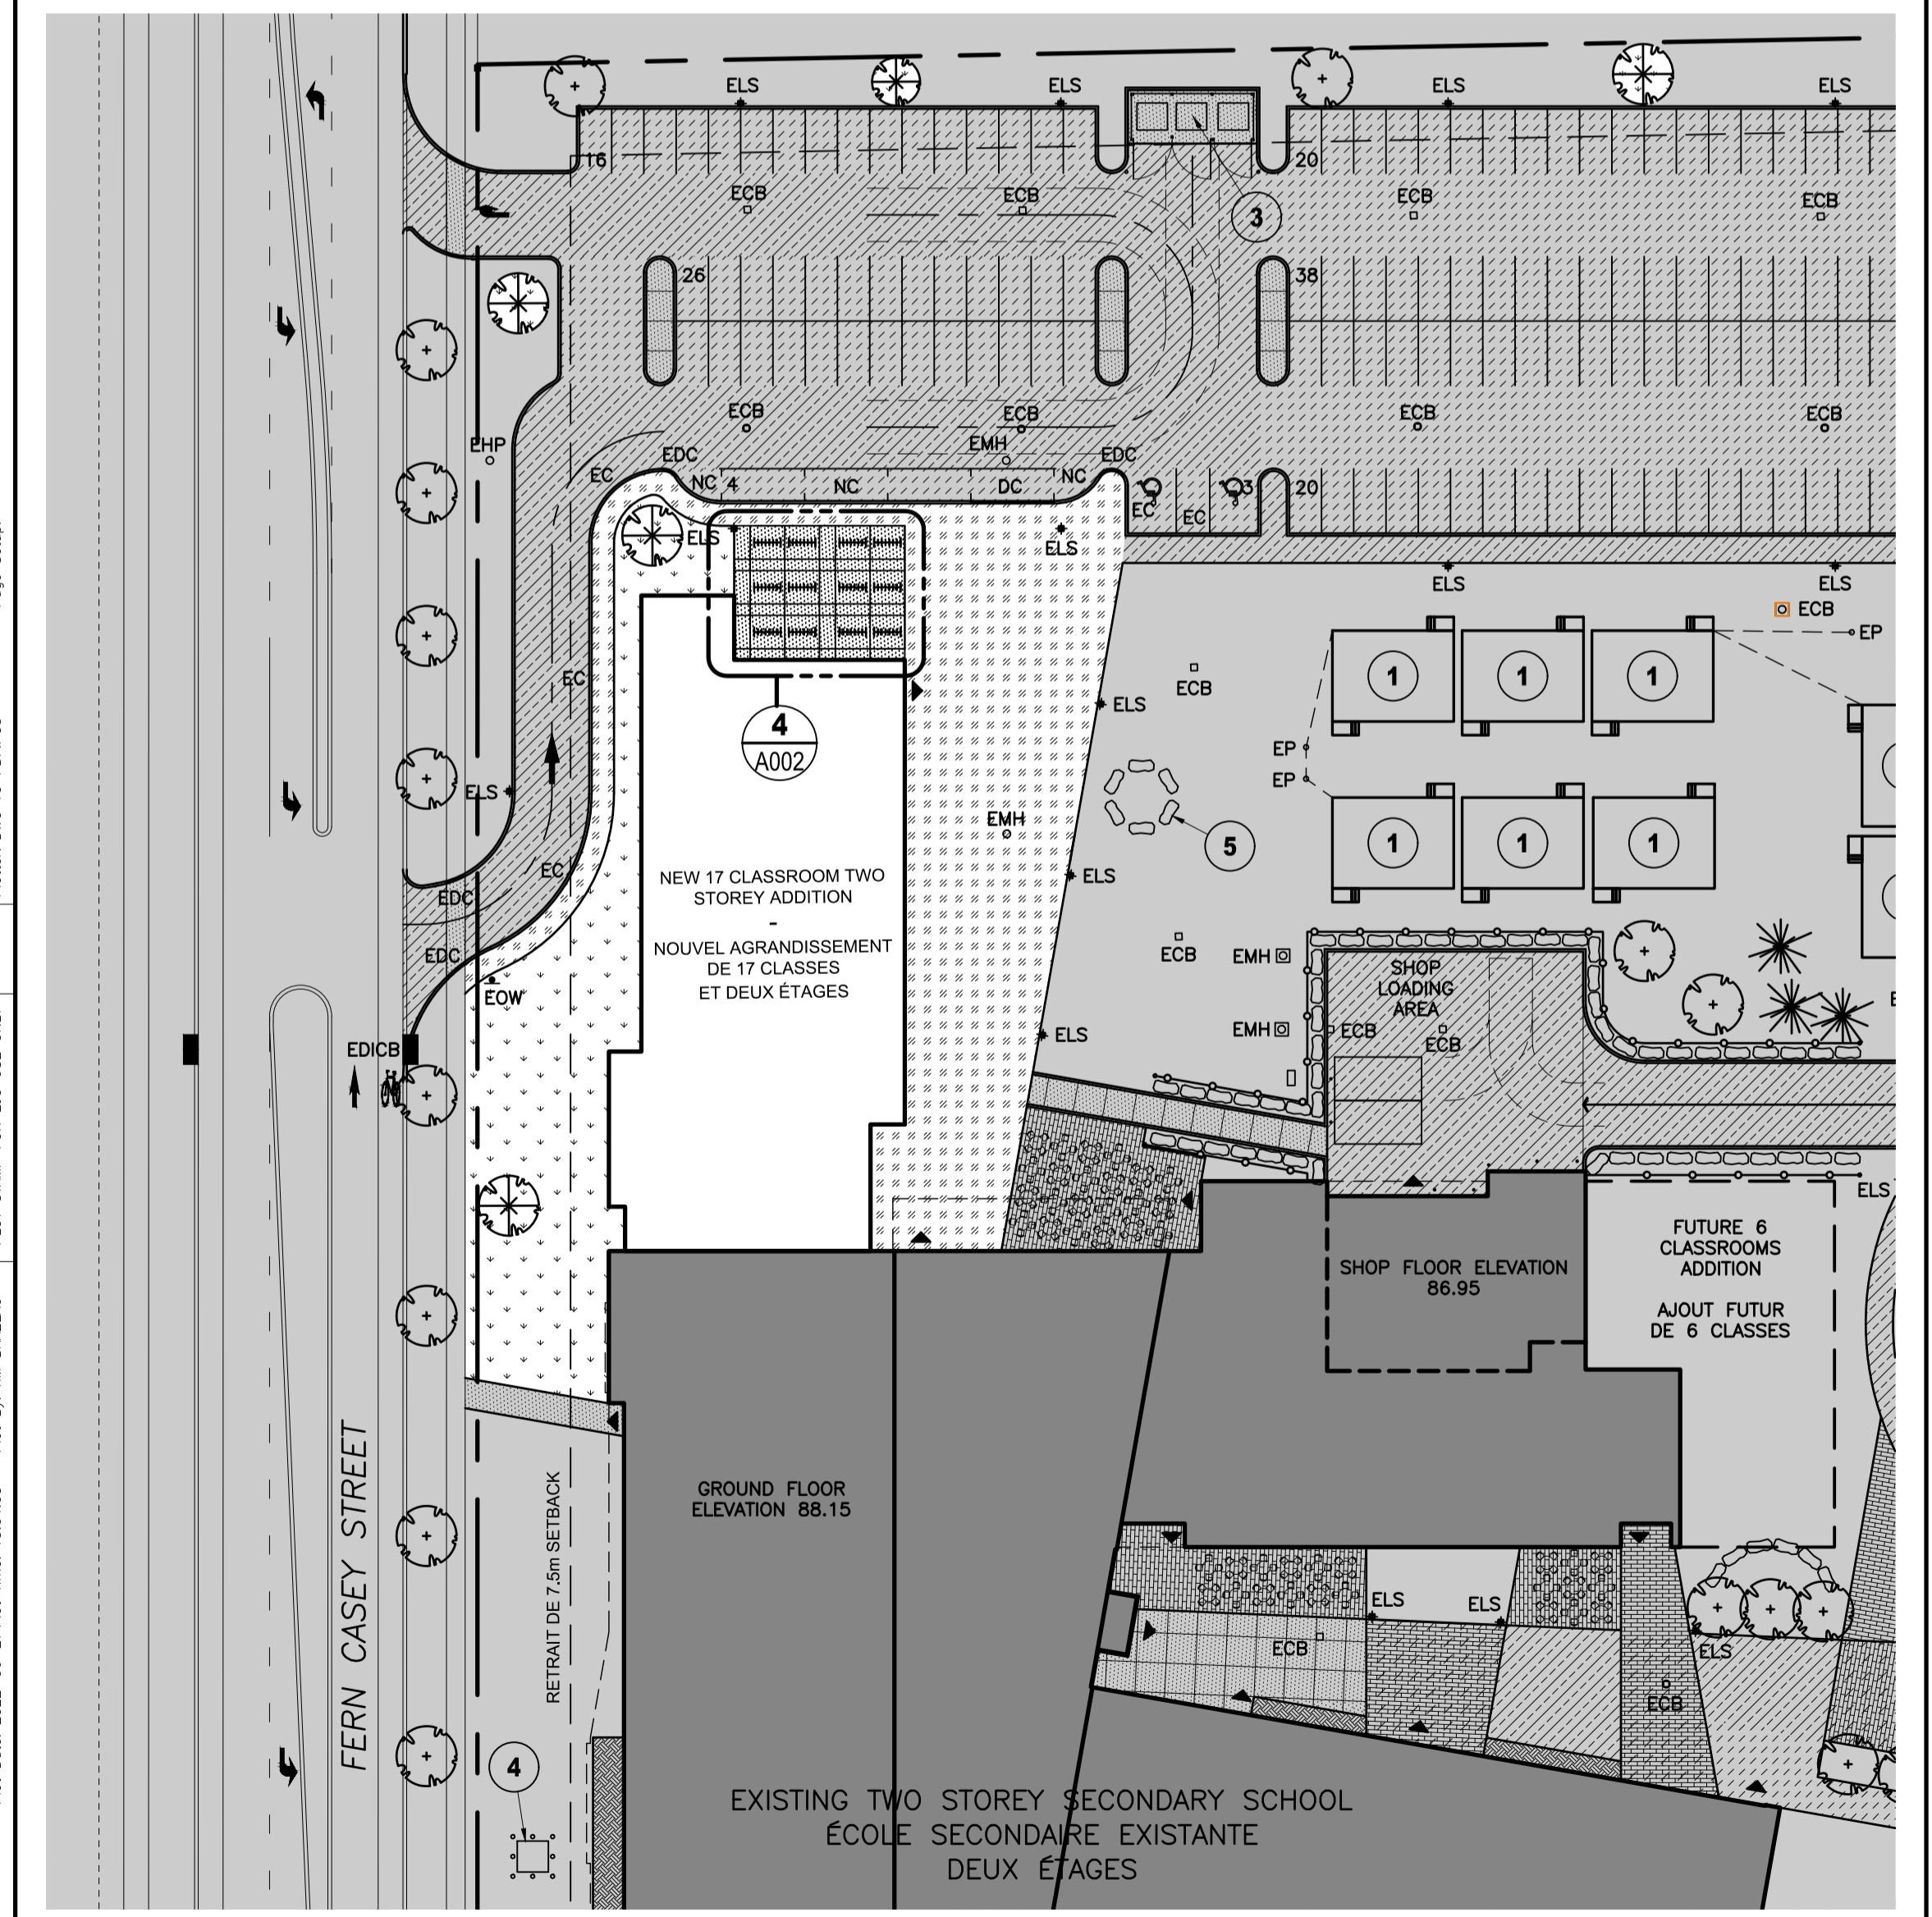 ELS
ELS
ELS
ELS
16
20
ECB
ECB
ECB
ECB
3
26
38
ECB
ECB
ECB
ECB
EHP
EMH
EDC
EDC
EC
NC
4
NC
DC
NC
EC
EC
3
20
ELS
ELS
ELS
ELS
ECB
EP
1
1
1
EC
ECB
ELS
4
A002
EP
EP
ELS
EMH
5
1
1
1
EC
ELS
NEW 17 CLASSROOM TWO
STOREY ADDITION
-
NOUVEL AGRANDISSEMENT
DE 17 CLASSES
ET DEUX ÉTAGES
EDC
EDC
EOW
ECB
EMH
SHOP
LOADING
AREA
EMH
ECB
ECB
ELS
EDICB
ELS
SHOP FLOOR ELEVATION
86.95
FUTURE 6
CLASSROOMS
ADDITION
AJOUT FUTUR
DE 6 CLASSES
GROUND FLOOR
ELEVATION 88.15
FERN CASEY STREET
RETRAIT DE 7.5m SETBACK
ELS
ELS
ECB
ELS
ECB
4
EXISTING TWO STOREY SECONDARY SCHOOL
ÉCOLE SECONDAIRE EXISTANTE
DEUX ÉTAGES